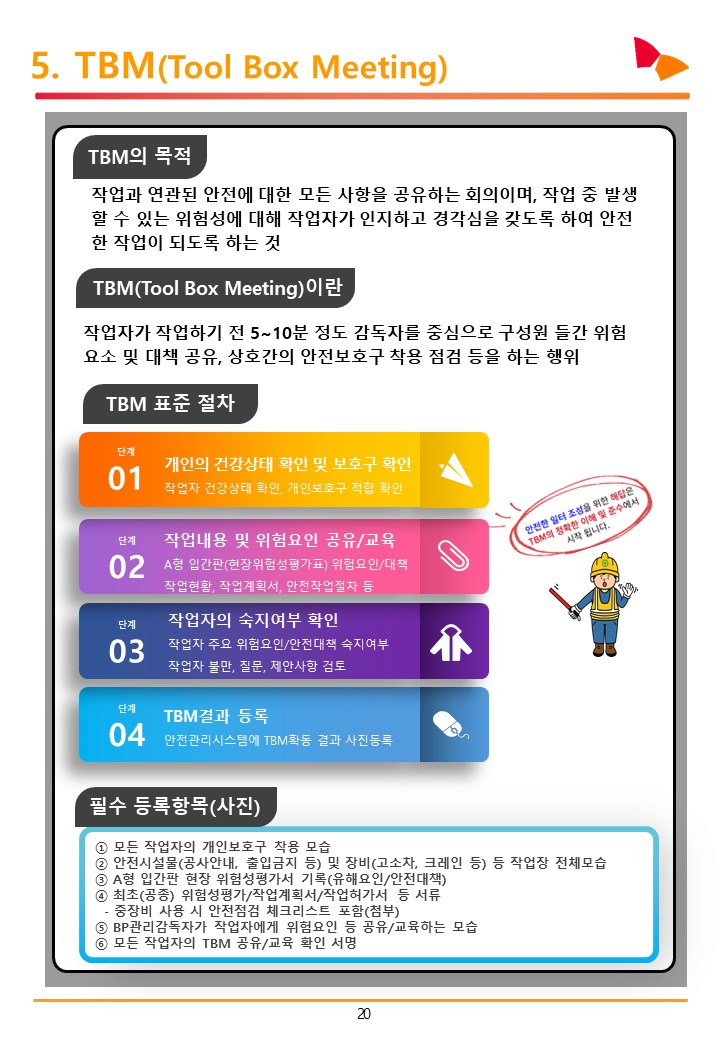 5. TBM(Tool Box Meeting)
TBM의 목적
작업과 연관된 안전에 대한 모든 사항을 공유하는 회의이며, 작업 중 발생
할 수 있는 위험성에 대해 작업자가 인지하고 경각심을 갖도록 하여 안전
한 작업이 되도록 하는 것
TBM(Tool Box Meeting)이란
작업자가 작업하기 전 5~10분 정도 감독자를 중심으로 구성원 들간 위험
요소 및 대책 공유, 상호간의 안전보호구 착용 점검 등을 하는 행위
TBM 표준 절차
단계
01
개인의 건강상태 확인 및 보호구 확인
작업자 건강상태 확인, 개인보호구 적합 확인
단계
02
작업내용 및 위험요인 공유/교육
A형 입간판(현장위험성평가표) 위험요인/대책
작업현황, 작업계획서, 안전작업절차 등
단계
03
작업자의 숙지여부 확인
작업자 주요 위험요인/안전대책 숙지여부
작업자 불만, 질문, 제안사항 검토
단계
04
TBM결과 등록
안전관리시스템에 TBM확동 결과 사진등록
안전한 일터 조성을 위한 해답은
TBM의 정확한 이해 및 준수에서
시작 됩니다.
필수 등록항목(사진)
① 모든 작업자의 개인보호구 착용 모습
② 안전시설물(공사안내, 출입금지 등) 및 장비(고소차, 크레인 등) 등 작업장 전체모습
③ A형 입간판 현장 위험성평가서 기록(유해요인/안전대책)
④ 최초(공종) 위험성평가/작업계획서/작업허가서 등 서류
- 중장비 사용 시 안전점검 체크리스트 포함(첨부)
⑤ BP관리감독자가 작업자에게 위험요인 등 공유/교육하는 모습
⑥ 모든 작업자의 TBM 공유/교육 확인 서명
20